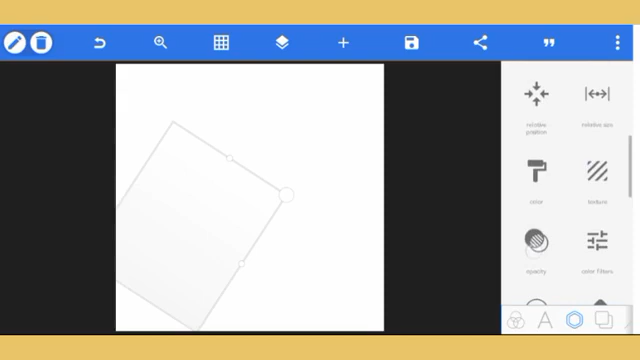 relative position
relative size
color
texture
opacity
color filters
A